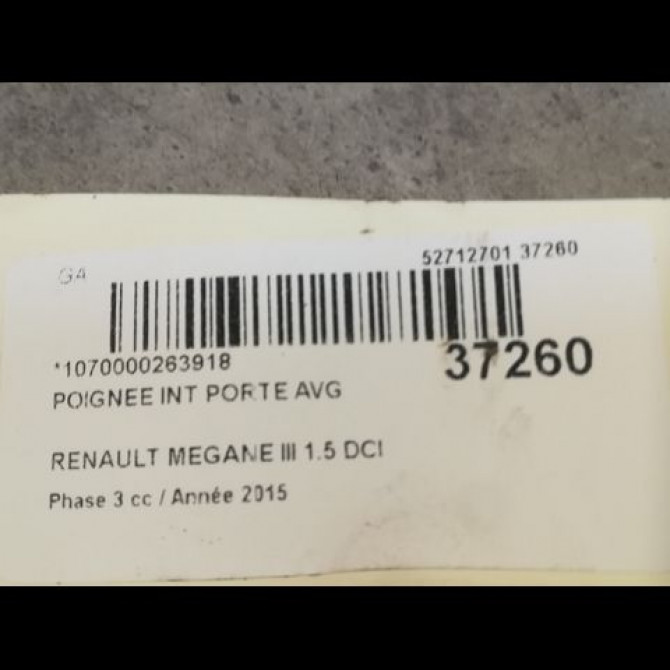 52712701 37260
G4
*1070000263918
37260
POIGNEE INT PORTE AVG
RENAULT MEGANE III 1.5 DCI
Phase 3 cc / Année 2015